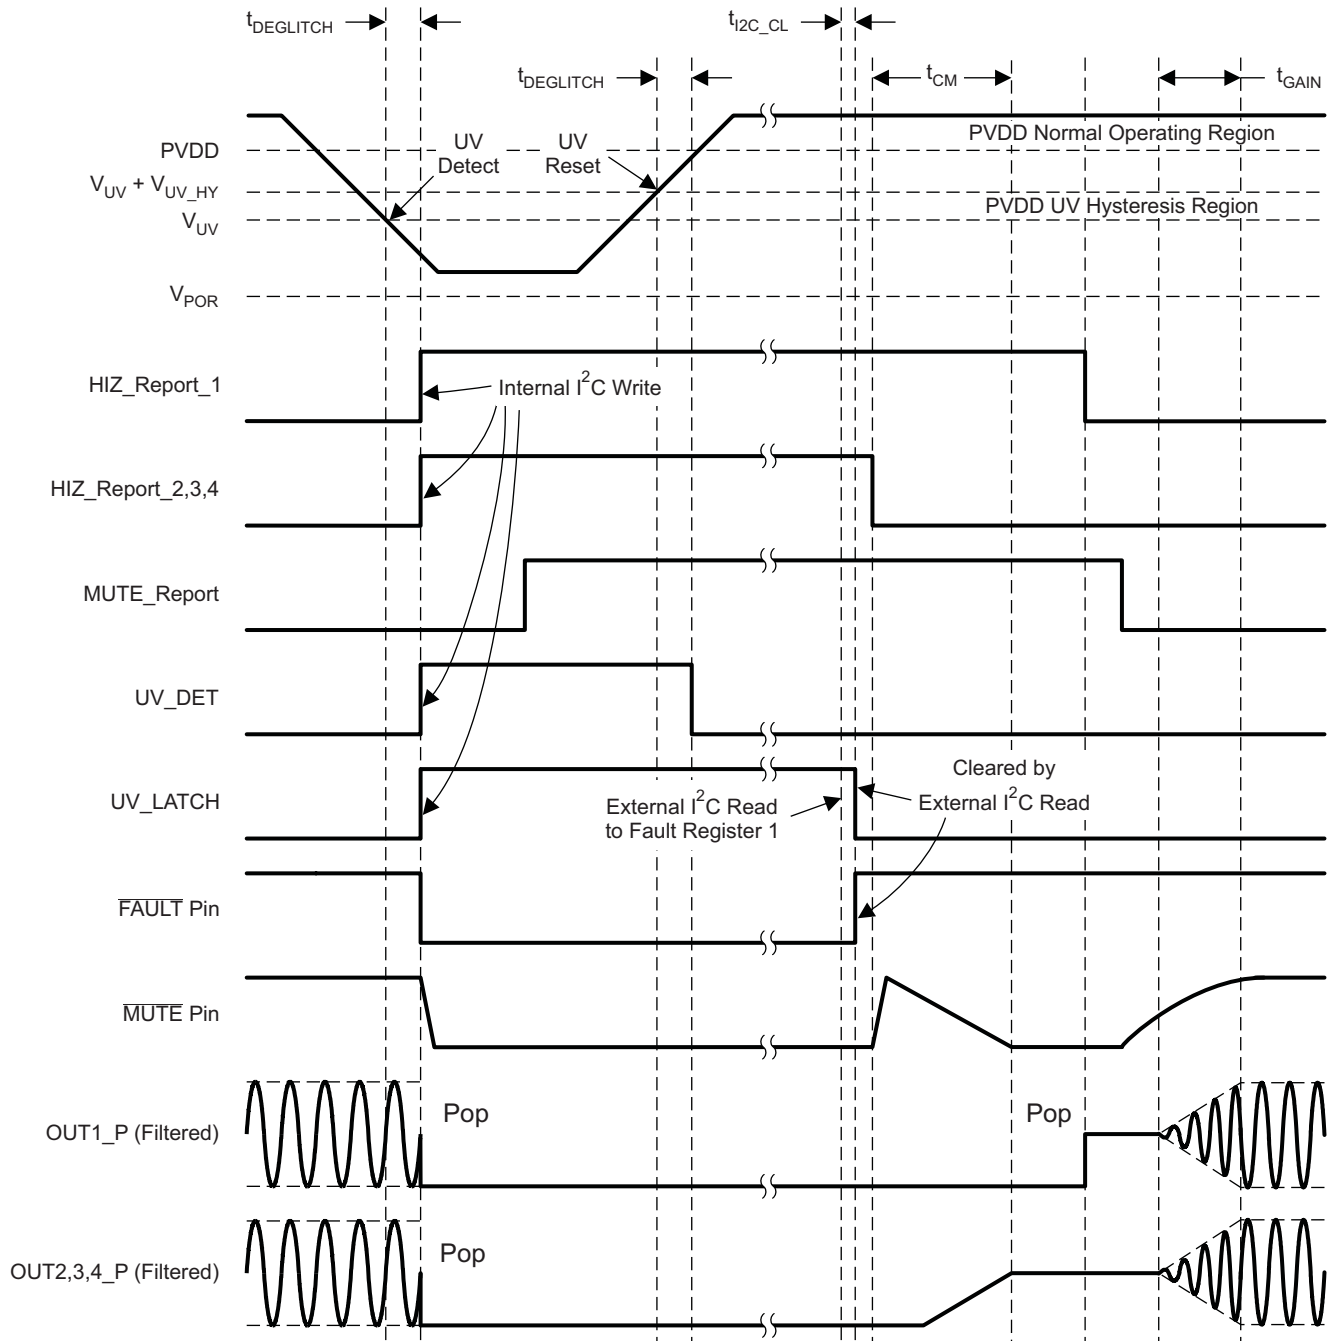 tDEGLITCH
tI2C_CL
tDEGLITCH
tCM
tGAIN
PVDD Normal Operating Region
PVDD
UV
Detect
UV
Reset
VUV + VUV_HY
PVDD UV Hysteresis Region
VUV
VPOR
HIZ_Report_1
Internal I2C Write
HIZ_Report_2,3,4
MUTE_Report
UV_DET
UV_LATCH
External I2C Read
to Fault Register 1
Cleared by
External I2C Read
FAULT Pin
MUTE Pin
OUT1_P (Filtered)
Pop
Pop
OUT2,3,4_P (Filtered)
Pop